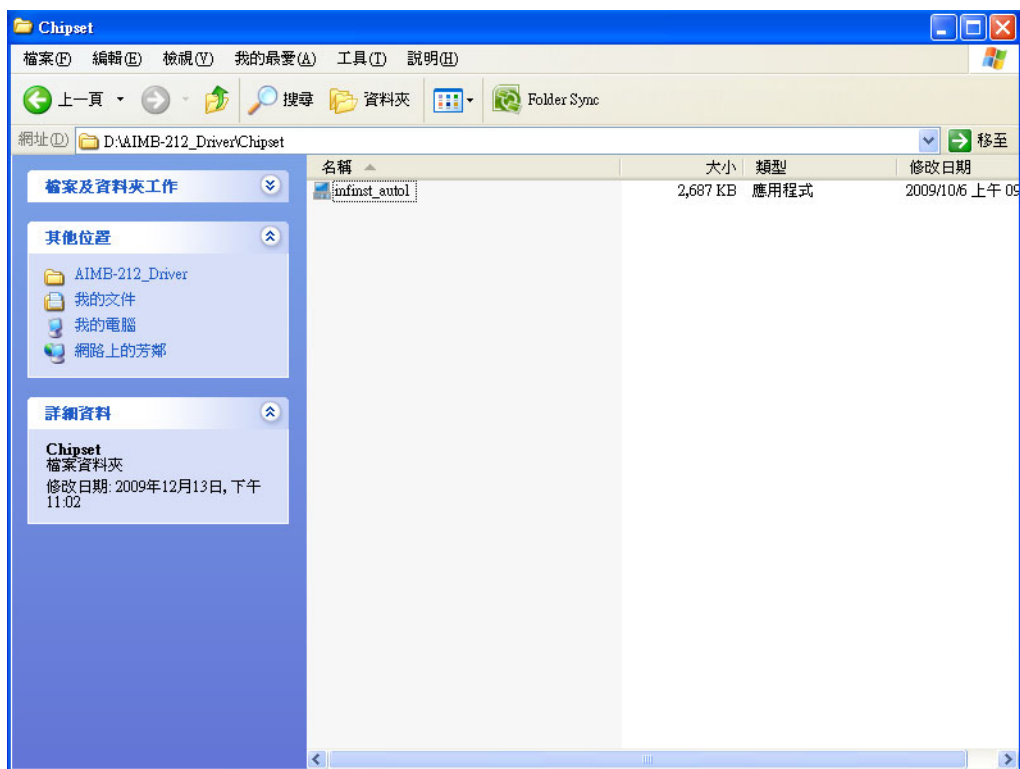 Chipset
檔案(F) 編輯(E) 檢視(V) 我的最愛(A) 工具(T) 說明(H)
上一頁 搜尋 資料夾 Folder Sync
網址(D) D:\AIMB-212_Driver\Chipset 移至
名稱 大小 類型 修改日期
infinst_autol 2,687 KB 應用程式 2009/10/6 上午 09
檔案及資料夾工作
其他位置
AIMB-212_Driver
我的文件
我的電腦
網路上的芳鄰
詳細資料
Chipset
檔案資料夾
修改日期: 2009年12月13日, 下午
11:02